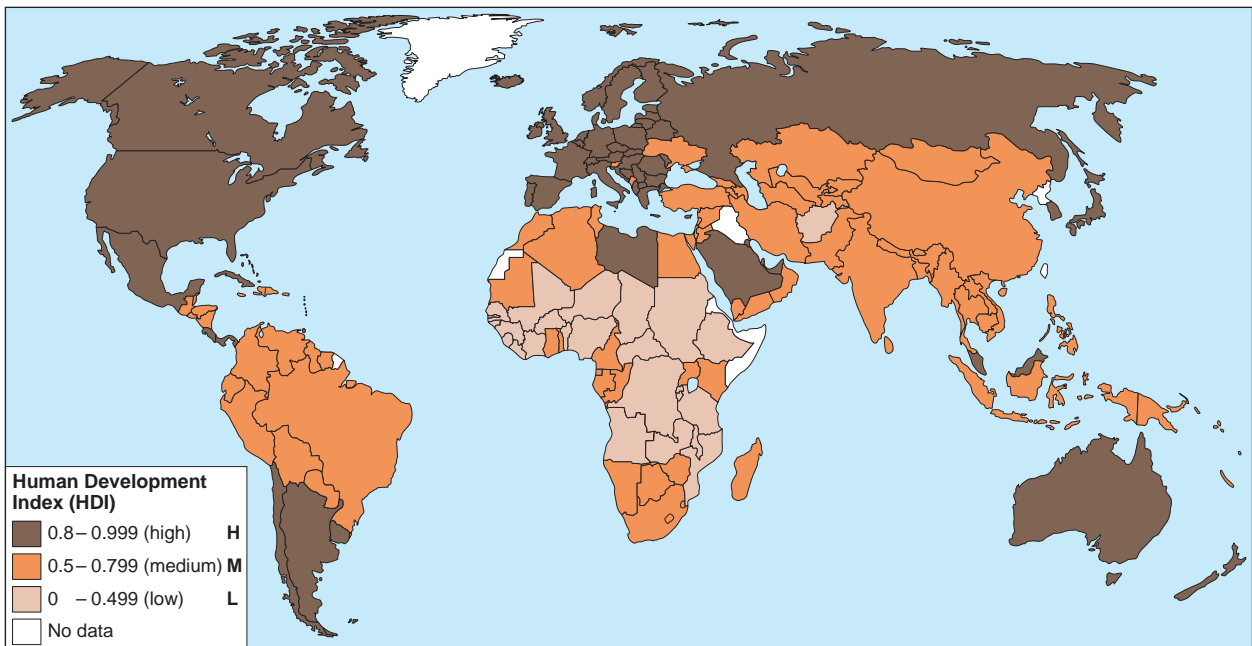 Human Development
Index (HDI)
0.8 – 0.999 (high) H
0.5 – 0.799 (medium) M
0 – 0.499 (low) L
No data